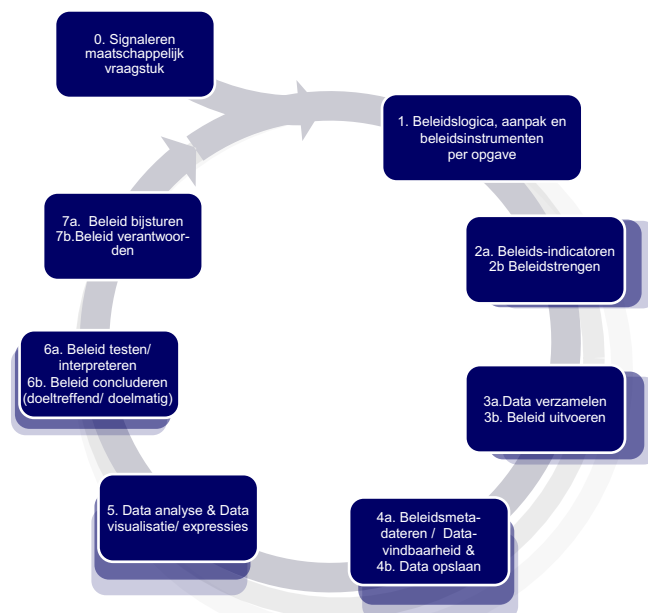 0. Signaleren
maatschappelijk
vraagstuk
1. Beleidslogica, aanpak en
beleidsinstrumenten
per opgave
2a. Beleids-indicatoren
2b Beleidstrengen
3a.Data verzamelen
3b. Beleid uitvoeren
4a. Beleidsmeta-
dateren / Data-
vindbaarheid &
4b. Data opslaan
5. Data analyse & Data
visualisatie/ expressies
6a. Beleid testen/
interpreteren
6b. Beleid concluderen
(doeltreffend/ doelmatig)
7a. Beleid bijsturen
7b.Beleid verantwoor-
den